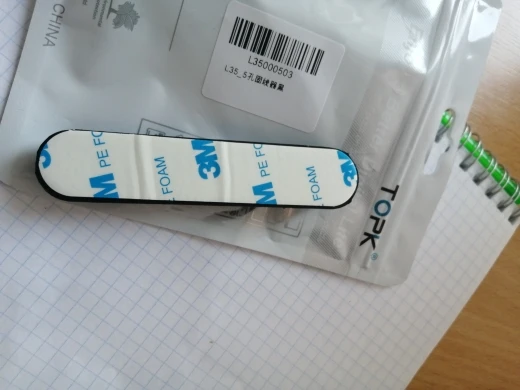 CHINA
L35000503
L35_5孔固线器黑
3M
PE FOAM
3M
PE FO
FOAM
3M
PE FO
FOAM
3M
TOPK